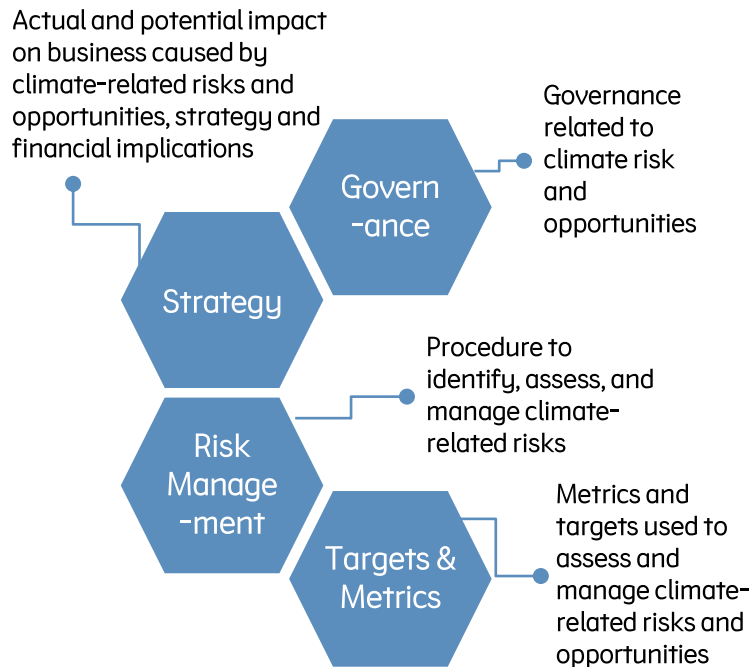 Actual and potential impact
on business caused by
climate-related risks and
opportunities, strategy and
financial implications
Governance
related to
climate risk
and
opportunities
Govern
-ance
Strategy
Procedure to
identify, assess, and
manage climate-
related risks
Risk
Manage
-ment
Metrics and
targets used to
assess and
manage climate-
related risks and
opportunities
Targets &
Metrics